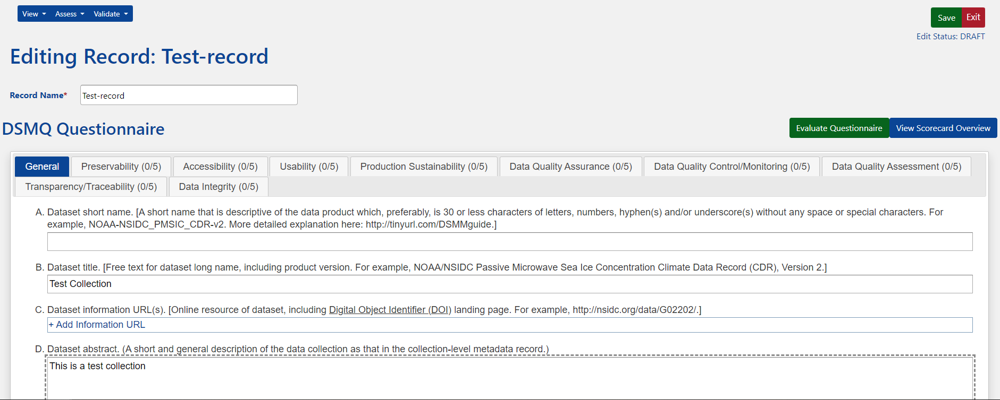 View Assess Validate
Save Exit
Edit Status: DRAFT
Editing Record: Test-record
Record Name* Test-record
DSMQ Questionnaire
Evaluate Questionnaire View Scorecard Overview
General Preservability (0/5) Accessibility (0/5) Usability (0/5) Production Sustainability (0/5) Data Quality Assurance (0/5) Data Quality Control/Monitoring (0/5) Data Quality Assessment (0/5)
Transparency/Traceability (0/5) Data Integrity (0/5)
A. Dataset short name. [A short name that is descriptive of the data product which, preferably, is 30 or less characters of letters, numbers, hyphen(s) and/or underscore(s) without any space or special characters. For
example, NOAA-NSIDC_PMSIC_CDR-v2. More detailed explanation here: http://tinyurl.com/DSMMguide.]
B. Dataset title. [Free text for dataset long name, including product version. For example, NOAA/NSIDC Passive Microwave Sea Ice Concentration Climate Data Record (CDR), Version 2.]
Test Collection
C. Dataset information URL(s). [Online resource of dataset, including Digital Object Identifier (DOI) landing page. For example, http://nsidc.org/data/G02202/.]
+ Add Information URL
D. Dataset abstract. (A short and general description of the data collection as that in the collection-level metadata record.)
This is a test collection